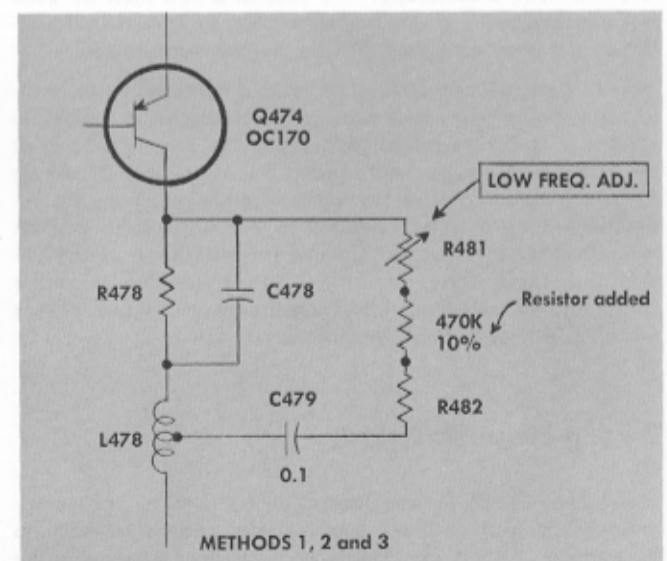 Q474
OC170
LOW FREQ. ADJ.
R481
R478
C478
Resistor added
470K
10%
C479
R482
L478
0.1
METHODS 1, 2 and 3